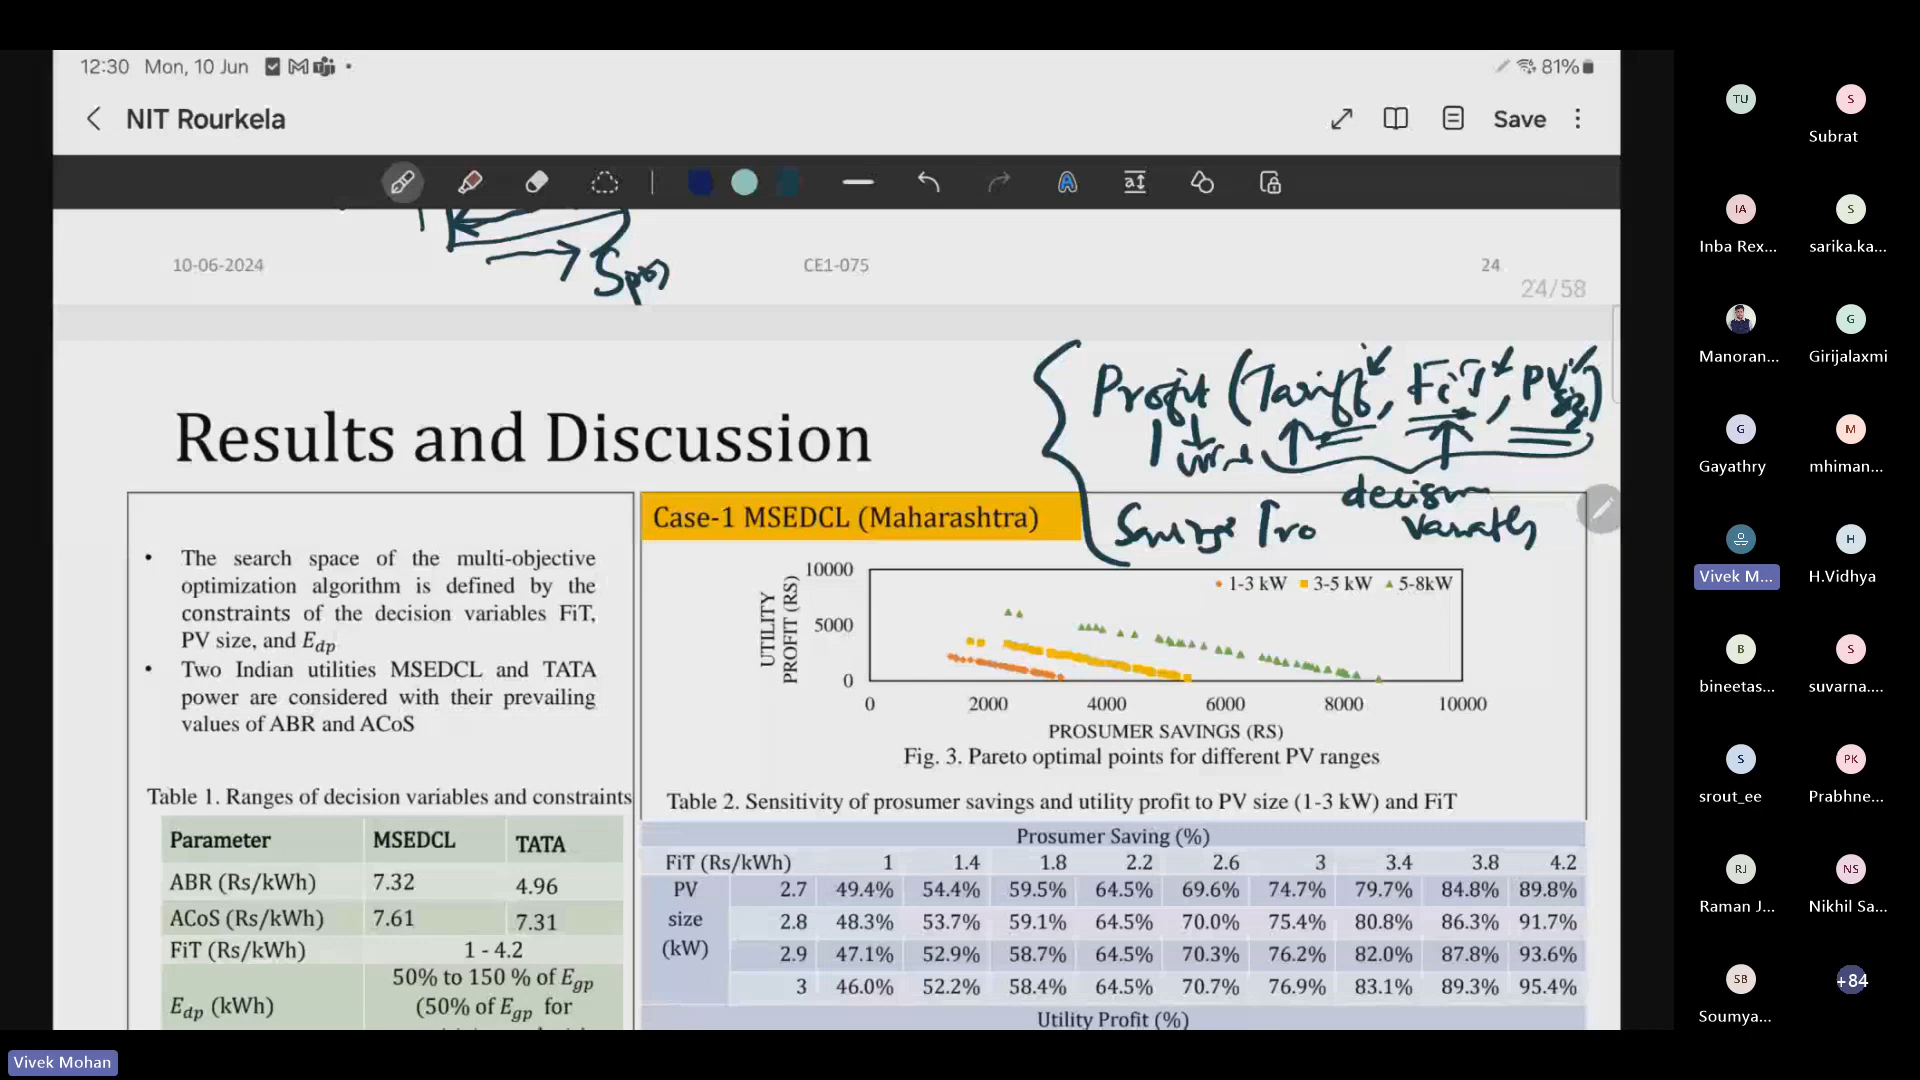 12:30 Mon, 10 Jun
81%
NIT Rourkela
Save
10-06-2024
CE1-075
24
24/58
Profit (Tariff, FiT, PV
decision
Results and Discussion
Case-1 MSEDCL (Maharashtra)
• The search space of the multi-objective
optimization algorithm is defined by the
constraints of the decision variables FiT,
PV size, and Edp
• Two Indian utilities MSEDCL and TATA
power are considered with their prevailing
values of ABR and ACoS
UTILITY
PROFIT (RS)
10000
5000
0
1-3 kW 3-5 kW 5-8kW
0 2000 4000 6000 8000 10000
PROSUMER SAVINGS (RS)
Fig. 3. Pareto optimal points for different PV ranges
Table 1. Ranges of decision variables and constraints
Parameter MSEDCL TATA
ABR (Rs/kWh) 7.32 4.96
ACoS (Rs/kWh) 7.61 7.31
FiT (Rs/kWh) 1 - 4.2
Edp (kWh) 50% to 150 % of Egp
(50% of Egp for
Table 2. Sensitivity of prosumer savings and utility profit to PV size (1-3 kW) and FiT
Prosumer Saving (%)
FiT (Rs/kWh) 1 1.4 1.8 2.2 2.6 3 3.4 3.8 4.2
PV size (kW)
2.7 49.4% 54.4% 59.5% 64.5% 69.6% 74.7% 79.7% 84.8% 89.8%
2.8 48.3% 53.7% 59.1% 64.5% 70.0% 75.4% 80.8% 86.3% 91.7%
2.9 47.1% 52.9% 58.7% 64.5% 70.3% 76.2% 82.0% 87.8% 93.6%
3 46.0% 52.2% 58.4% 64.5% 70.7% 76.9% 83.1% 89.3% 95.4%
Utility Profit (%)
TU
S
Subrat
IA
Inba Rex...
S
sarika.ka...
Manoran...
G
Girijalaxmi
G
Gayathry
M
mhiman...
Vivek M...
H
H.Vidhya
B
bineetas...
S
suvarna....
S
srout_ee
PK
Prabhne...
RJ
Raman J...
NS
Nikhil Sa...
SB
Soumya...
+84
Vivek Mohan